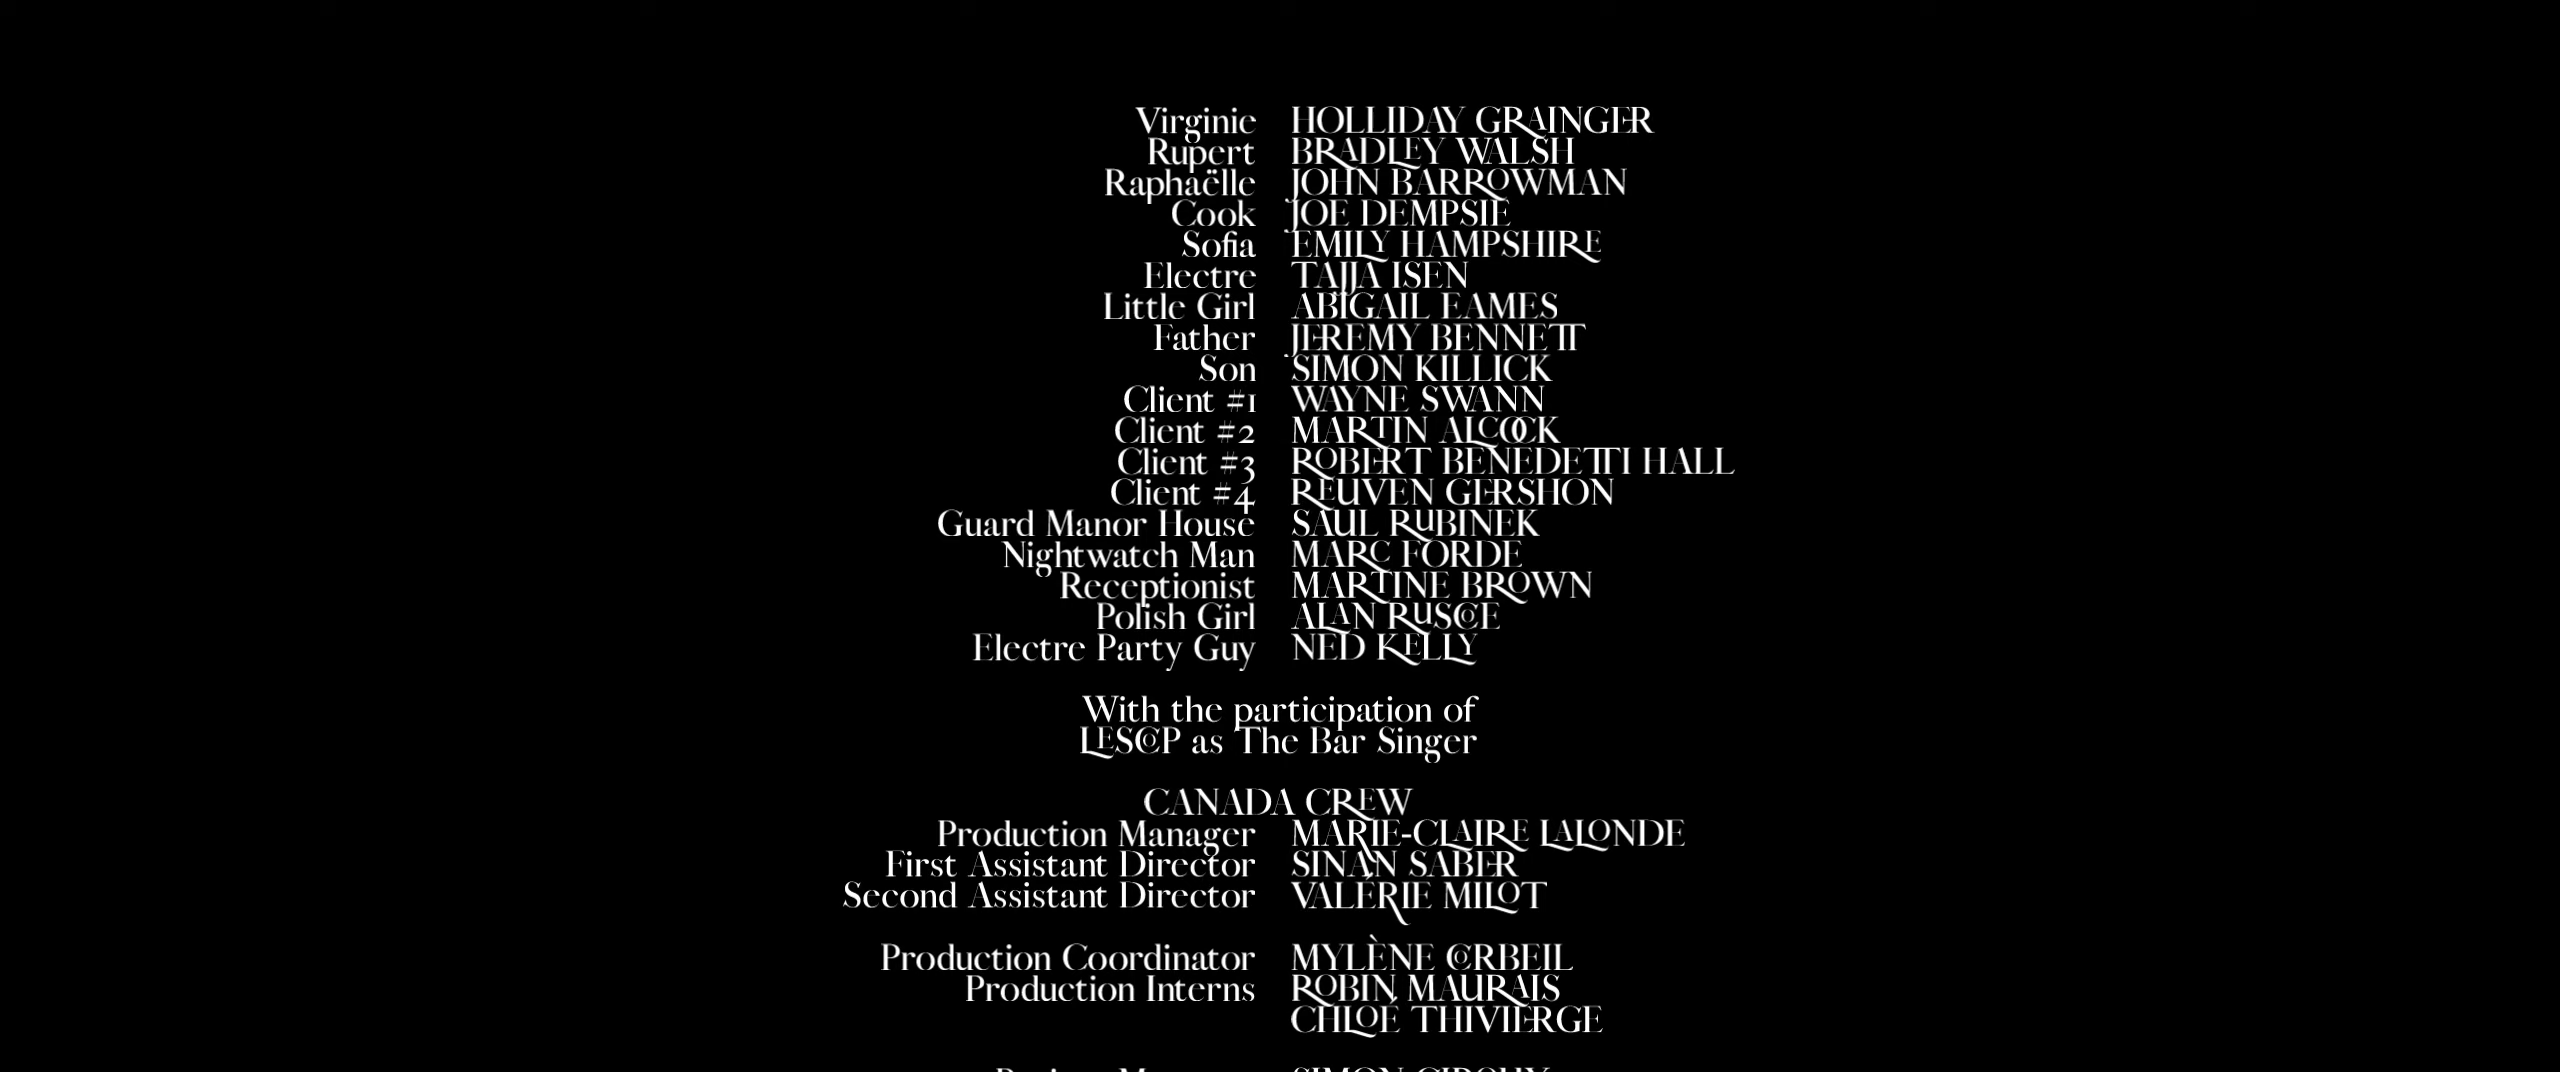 Virginie HOLLIDAY GRAINGER
Rupert BRADLEY WALSH
Raphaëlle JOHN BARROWMAN
Cook JOE DEMPSIE
Sofia EMILY HAMPSHIRE
Electre TAJJA ISEN
Little Girl ABIGAIL EAMES
Father JEREMY BENNETT
Son SIMON KILLICK
Client #1 WAYNE SWANN
Client #2 MARTIN ALCOCK
Client #3 ROBERT BENEDETTI HALL
Client #4 REUVEN GERSHON
Guard Manor House SAUL RUBINEK
Nightwatch Man MARC FORDE
Receptionist MARTINE BROWN
Polish Girl ALAN RUSCOE
Electre Party Guy NED KELLY
With the participation of
LESCOP as The Bar Singer
CANADA CREW
Production Manager MARIE-CLAIRE LALONDE
First Assistant Director SINAN SABER
Second Assistant Director VALÉRIE MILOT
Production Coordinator MYLÈNE CORBEIL
Production Interns ROBIN MAURAIS
CHLOÉ THIVIERGE